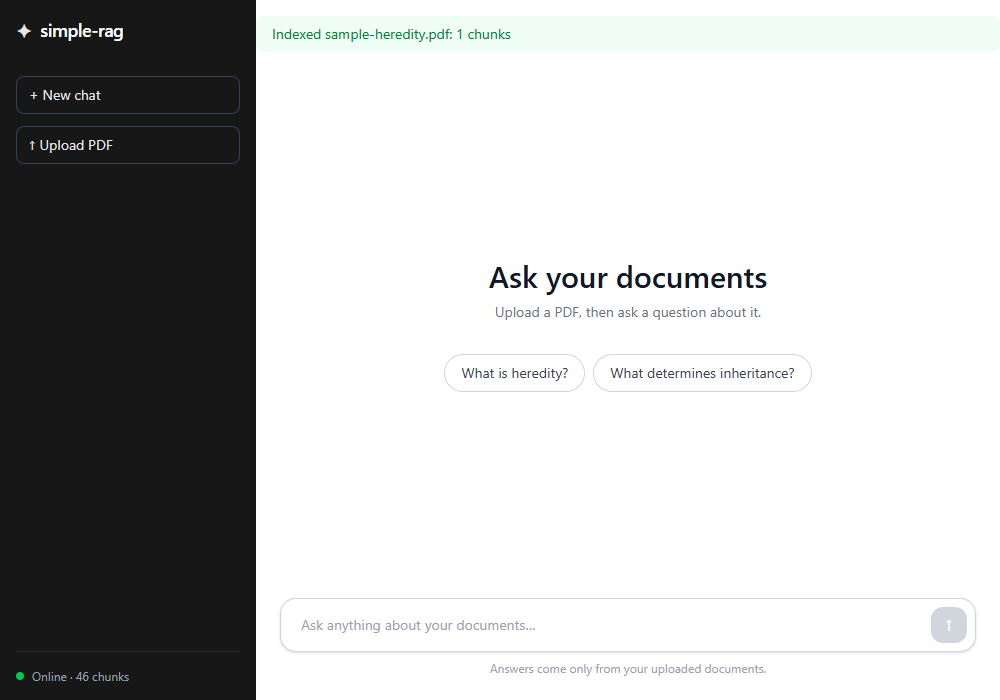 ✦ simple-rag
+ New chat
↑ Upload PDF
Online · 46 chunks
Indexed sample-heredity.pdf: 1 chunks
Ask your documents
Upload a PDF, then ask a question about it.
What is heredity?
What determines inheritance?
Ask anything about your documents...
↑
Answers come only from your uploaded documents.